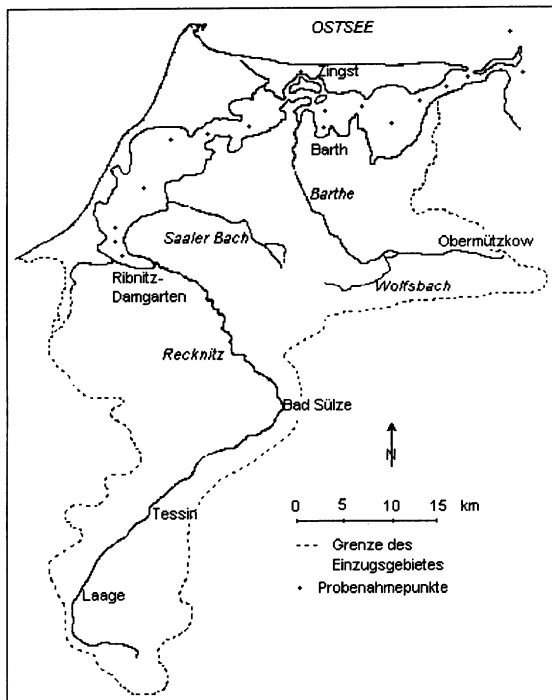 OSTSEE
Zingst
Barth
Barthe
Saaler Bach
Obermützkow
Wolfsbach
Ribnitz-
Damgarten
Recknitz
Bad Sülze
N
0 5 10 15 km
Tessin
Grenze des
Einzugsgebietes
Probenahmepunkte
Laage